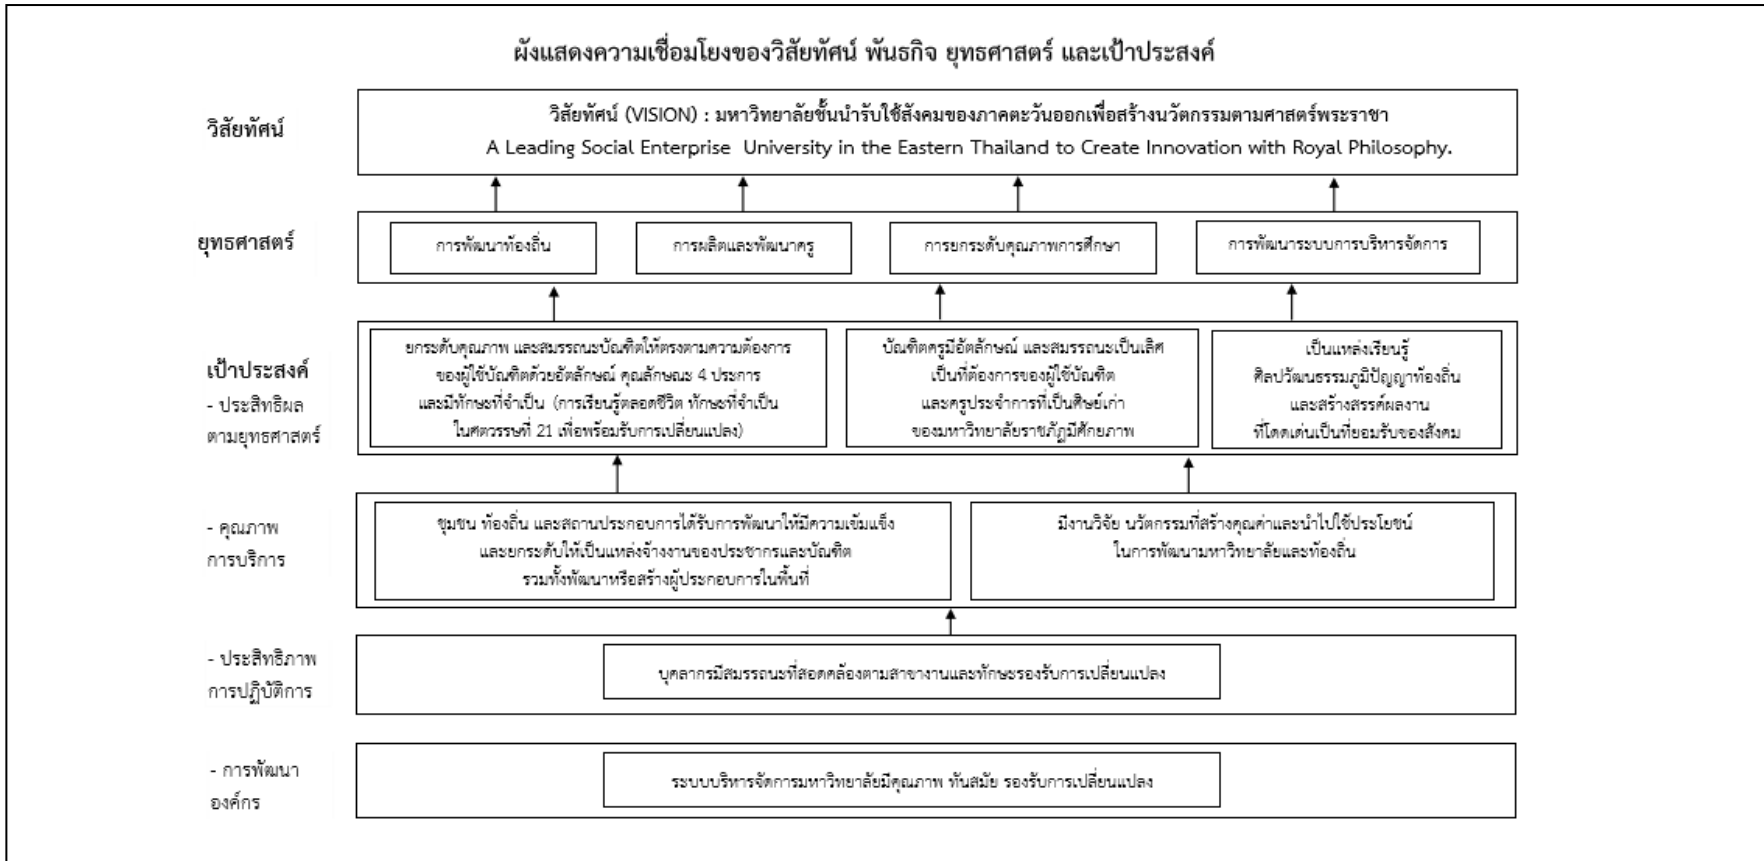 ผังแสดงความเชื่อมโยงของวิสัยทัศน์ พันธกิจ ยุทธศาสตร์ และเป้าประสงค์
วิสัยทัศน์
วิสัยทัศน์ (VISION) : มหาวิทยาลัยชั้นนำรับใช้สังคมของภาคตะวันออกเพื่อสร้างนวัตกรรมตามศาสตร์พระราชา
A Leading Social Enterprise University in the Eastern Thailand to Create Innovation with Royal Philosophy.
ยุทธศาสตร์
การพัฒนาท้องถิ่น
การผลิตและพัฒนาครู
การยกระดับคุณภาพการศึกษา
การพัฒนาระบบการบริหารจัดการ
เป้าประสงค์
- ประสิทธิผล
ตามยุทธศาสตร์
ยกระดับคุณภาพ และสมรรถนะบัณฑิตให้ตรงตามความต้องการ
ของผู้ใช้บัณฑิตด้วยอัตลักษณ์ คุณลักษณะ 4 ประการ
และมีทักษะที่จำเป็น (การเรียนรู้ตลอดชีวิต ทักษะที่จำเป็น
ในศตวรรษที่ 21 เพื่อพร้อมรับการเปลี่ยนแปลง)
บัณฑิตครูมีอัตลักษณ์ และสมรรถนะเป็นเลิศ
เป็นที่ต้องการของผู้ใช้บัณฑิต
และครูประจำการที่เป็นศิษย์เก่า
ของมหาวิทยาลัยราชภัฏมีศักยภาพ
เป็นแหล่งเรียนรู้
ศิลปวัฒนธรรมภูมิปัญญาท้องถิ่น
และสร้างสรรค์ผลงาน
ที่โดดเด่นเป็นที่ยอมรับของสังคม
- คุณภาพ
การบริการ
ชุมชน ท้องถิ่น และสถานประกอบการได้รับการพัฒนาให้มีความเข้มแข็ง
และยกระดับให้เป็นแหล่งจ้างงานของประชากรและบัณฑิต
รวมทั้งพัฒนาหรือสร้างผู้ประกอบการในพื้นที่
มีงานวิจัย นวัตกรรมที่สร้างคุณค่าและนำไปใช้ประโยชน์
ในการพัฒนามหาวิทยาลัยและท้องถิ่น
- ประสิทธิภาพ
การปฏิบัติการ
บุคลากรมีสมรรถนะที่สอดคล้องตามสาขางานและทักษะรองรับการเปลี่ยนแปลง
- การพัฒนา
องค์กร
ระบบบริหารจัดการมหาวิทยาลัยมีคุณภาพ ทันสมัย รองรับการเปลี่ยนแปลง